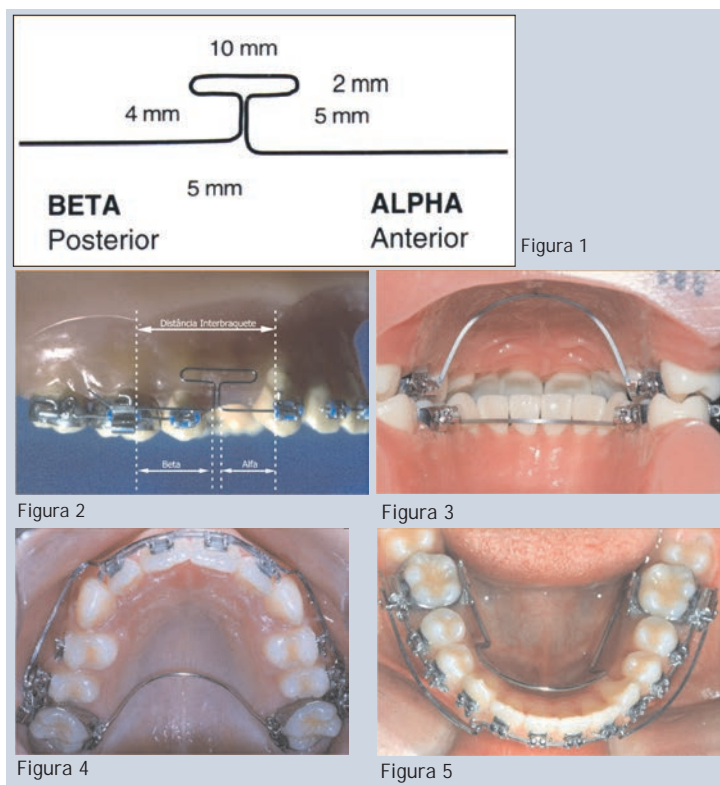 10 mm
2 mm
4 mm
5 mm
5 mm
BETA
Posterior
ALPHA
Anterior
Figura 1
Distância Interbraquete
Beta
Alfa
Figura 2
Figura 3
Figura 4
Figura 5